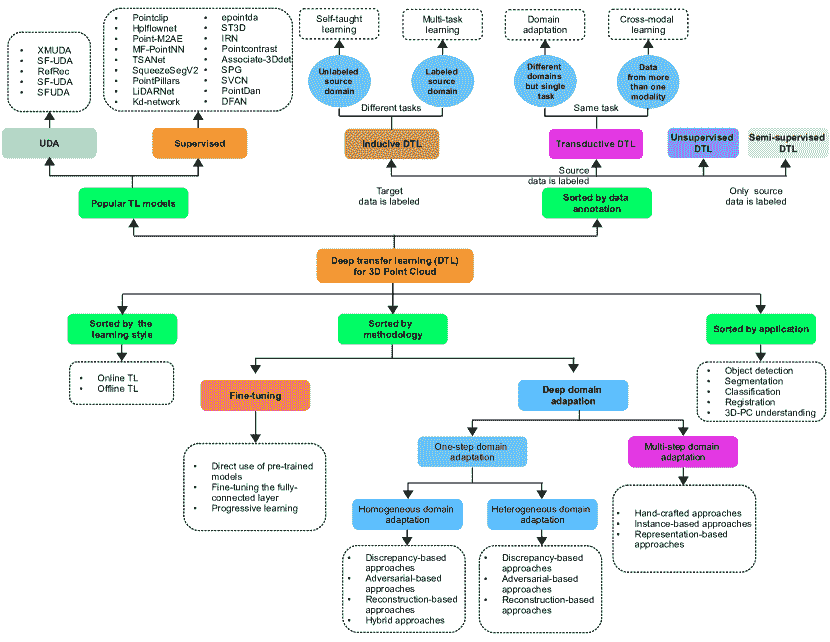 Self-taught
learning
Multi-task
learning
Domain
adaptation
Cross-modal
learning
XMUDA
SF-UDA
RefRec
SF-UDA
SFUDA
Pointclip
Hplflownet
Point-M2AE
MF-PointNN
TSANet
SqueezeSegV2
PointPillars
LiDARNet
Kd-network
epointda
ST3D
IRN
Pointcontrast
Associate-3Ddet
SPG
SVCN
PointDan
DFAN
Unlabeled
source
domain
Labeled
source
domain
Different
domains
but single
task
Data
from more
than one
modality
Different tasks
Same task
UDA
Supervised
Inducive DTL
Transductive DTL
Unsupervised
DTL
Semi-supervised
DTL
Source
data is labeled
Target
data is labeled
Only source
data is labeled
Popular TL models
Sorted by data
annotation
Deep transfer learning (DTL)
for 3D Point Cloud
Sorted by the
learning style
Sorted by
methodology
Sorted by application
Online TL
Offline TL
Object detection
Segmentation
Classification
Registration
3D-PC understanding
Fine-tuning
Deep domain
adapation
Direct use of pre-trained
models
Fine-tuning the fully-
connected layer
Progressive learning
One-step domain
adaptation
Multi-step domain
adaptation
Homogeneous domain
adaptation
Heterogeneous domain
adaptation
Hand-crafted approaches
Instance-based approaches
Representation-based
approaches
Discrepancy-based
approaches
Adversarial-based
approaches
Reconstruction-based
approaches
Hybrid approaches
Discrepancy-based
approaches
Adversarial-based
approaches
Reconstruction-based
approaches